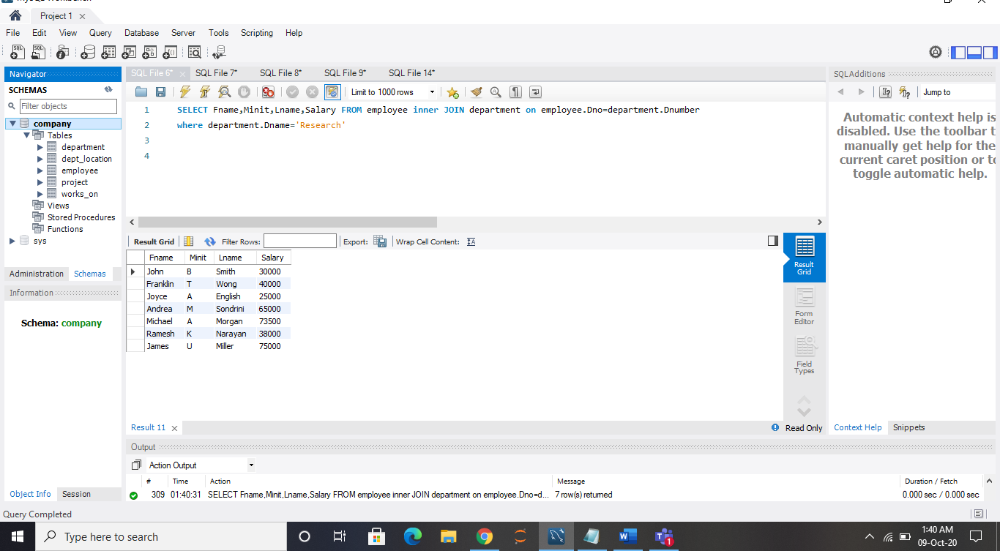 MySQL Workbench
Project 1
File Edit View Query Database Server Tools Scripting Help
Navigator
SCHEMAS
Filter objects
company
Tables
department
dept_location
employee
project
works_on
Views
Stored Procedures
Functions
sys
Administration Schemas
Information
Schema: company
Object Info Session
SQL File 6* SQL File 7* SQL File 8* SQL File 9* SQL File 14*
Limit to 1000 rows
1 SELECT Fname,Minit,Lname,Salary FROM employee inner JOIN department on employee.Dno=department.Dnumber
2 where department.Dname='Research'
3
4
Result Grid Filter Rows: Export: Wrap Cell Content:
Fname Minit Lname Salary
John B Smith 30000
Franklin T Wong 40000
Joyce A English 25000
Andrea M Sondrini 65000
Michael A Morgan 73500
Ramesh K Narayan 38000
James U Miller 75000
Result
Grid
Form
Editor
Field
Types
Result 11
Read Only
SQLAdditions
Jump to
Automatic context help is
disabled. Use the toolbar t
manually get help for the
current caret position or to
toggle automatic help.
Context Help Snippets
Output
Action Output
# Time Action Message Duration / Fetch
309 01:40:31 SELECT Fname,Minit,Lname,Salary FROM employee inner JOIN department on employee.Dno=d... 7 row(s) returned 0.000 sec / 0.000 sec
Query Completed
Type here to search
1:40 AM
09-Oct-20